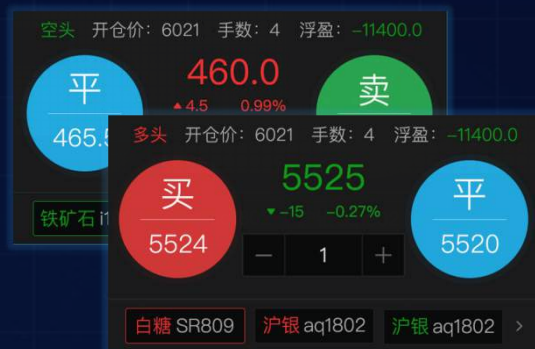 空头 开仓价：6021 手数：4 浮盈：-11400.0
平
460.0
卖
▲4.5 0.99%
465.5
多头 开仓价：6021 手数：4 浮盈：-11400.0
买
5524
5525
▼-15 -0.27%
— 1 +
平
5520
铁矿石
白糖 SR809 沪银 aq1802 沪银 aq1802 >